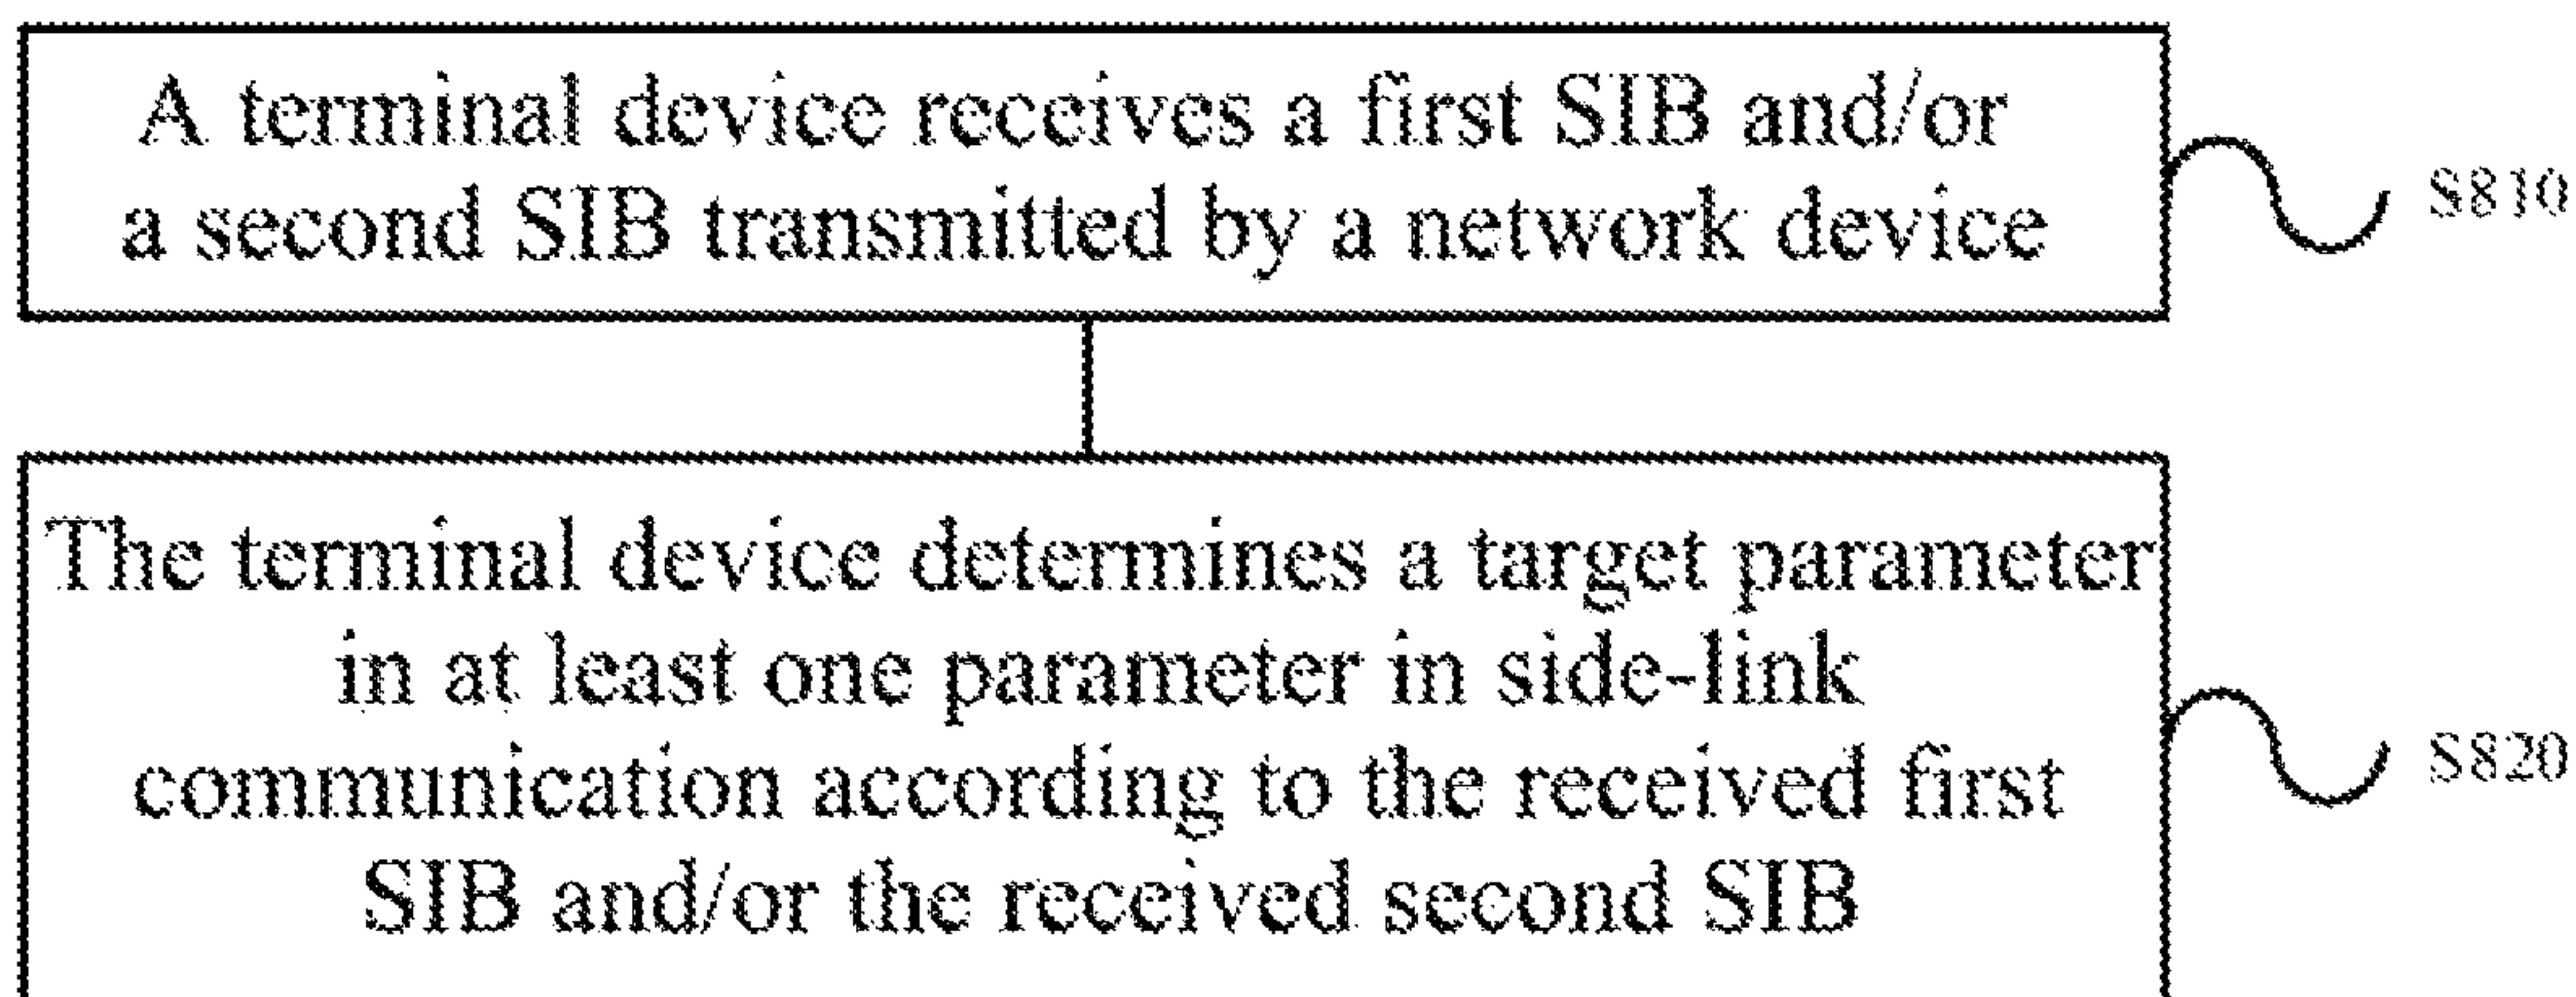 A terminal device receives a first SIB and/or
a second SIB transmitted by a network device
S810
The terminal device determines a target parameter
in at least one parameter in side-link
communication according to the received first
SIB and/or the received second SIB
S820